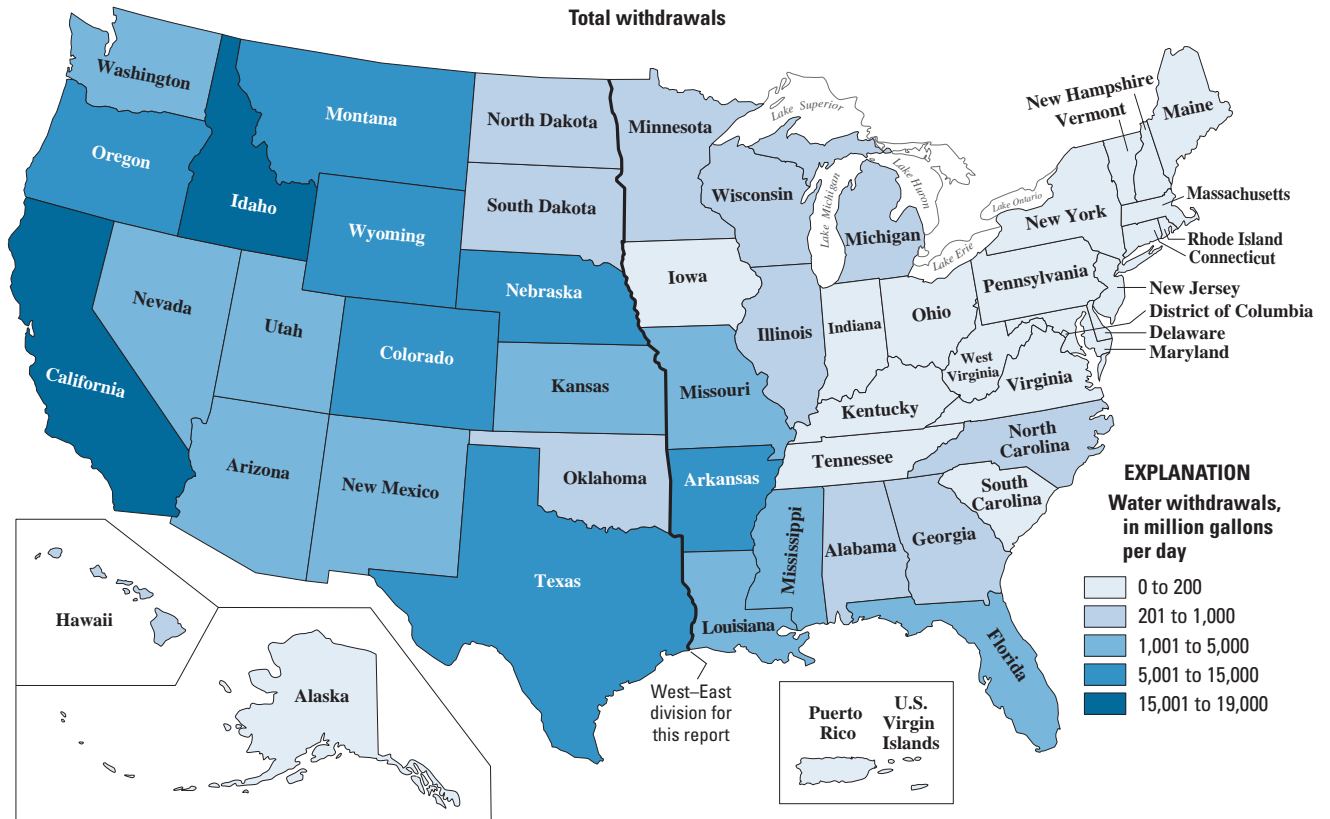 Total withdrawals
Washington
Montana
North Dakota
Minnesota
Lake Superior
New Hampshire
Vermont
Maine
Oregon
Idaho
South Dakota
Wisconsin
Lake Michigan
Lake Huron
Michigan
Lake Ontario
New York
Massachusetts
Wyoming
Rhode Island
Connecticut
Lake Erie
Iowa
Pennsylvania
Nebraska
New Jersey
Nevada
Utah
Illinois
Indiana
Ohio
District of Columbia
Delaware
Maryland
Colorado
West
Virginia
Virginia
California
Kansas
Missouri
Kentucky
North
Carolina
Tennessee
Arizona
New Mexico
Oklahoma
Arkansas
South
Carolina
Mississippi
Alabama
Georgia
Texas
Louisiana
Florida
Hawaii
Alaska
West–East
division for
this report
Puerto
Rico
U.S.
Virgin
Islands
EXPLANATION
Water withdrawals,
in million gallons
per day
0 to 200
201 to 1,000
1,001 to 5,000
5,001 to 15,000
15,001 to 19,000